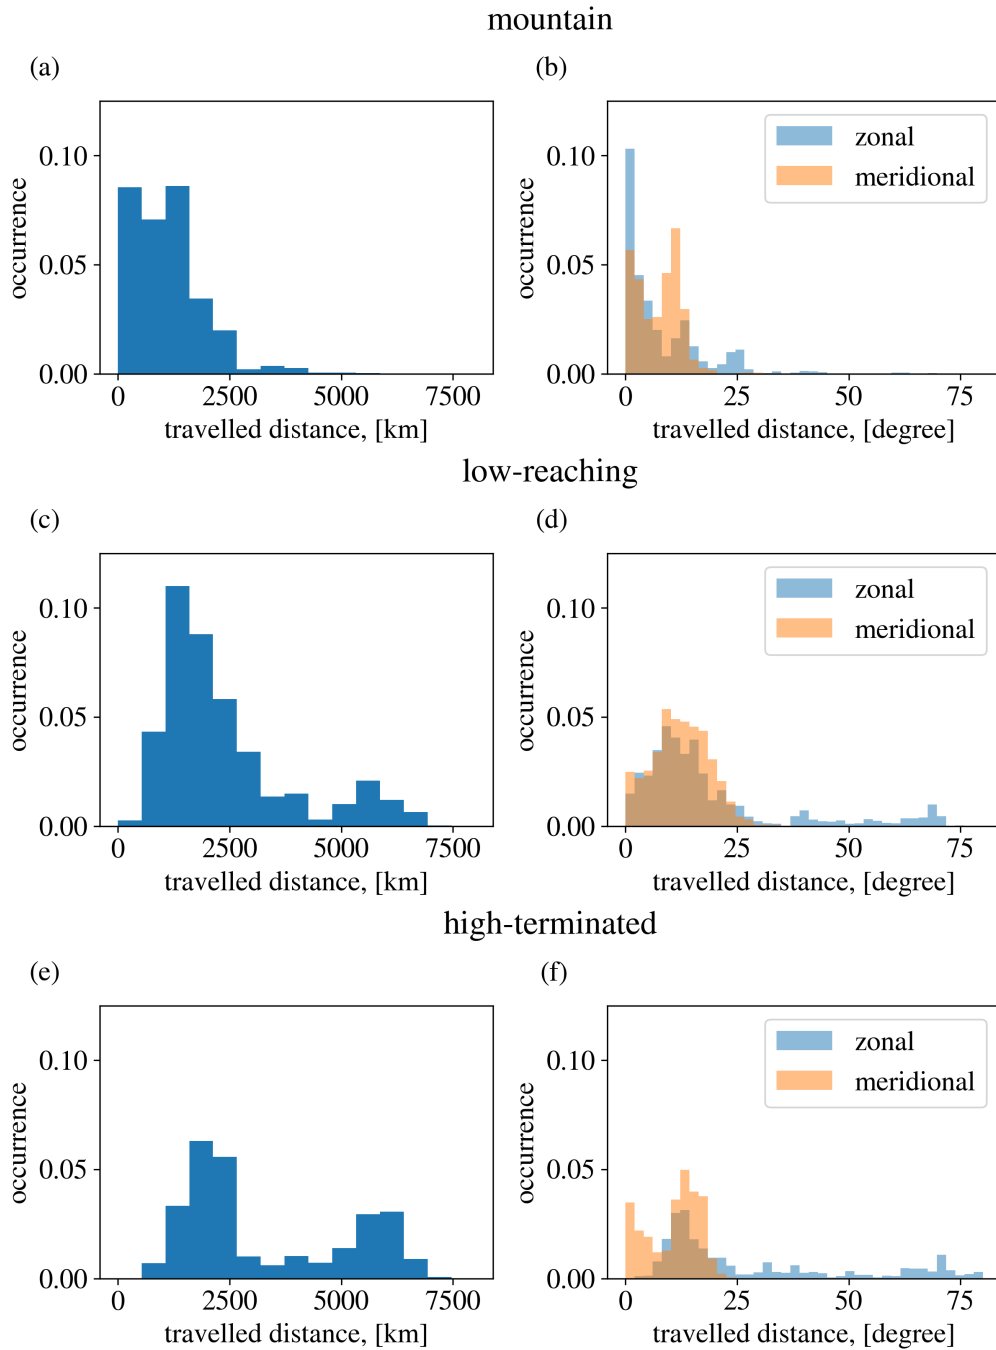 mountain
(a)
(b)
occurrence
0.10
0.05
0.00
0 2500 5000 7500
travelled distance, [km]
occurrence
0.10
0.05
0.00
zonal
meridional
0 25 50 75
travelled distance, [degree]
low-reaching
(c)
(d)
occurrence
0.10
0.05
0.00
0 2500 5000 7500
travelled distance, [km]
occurrence
0.10
0.05
0.00
zonal
meridional
0 25 50 75
travelled distance, [degree]
high-terminated
(e)
(f)
occurrence
0.10
0.05
0.00
0 2500 5000 7500
travelled distance, [km]
occurrence
0.10
0.05
0.00
zonal
meridional
0 25 50 75
travelled distance, [degree]